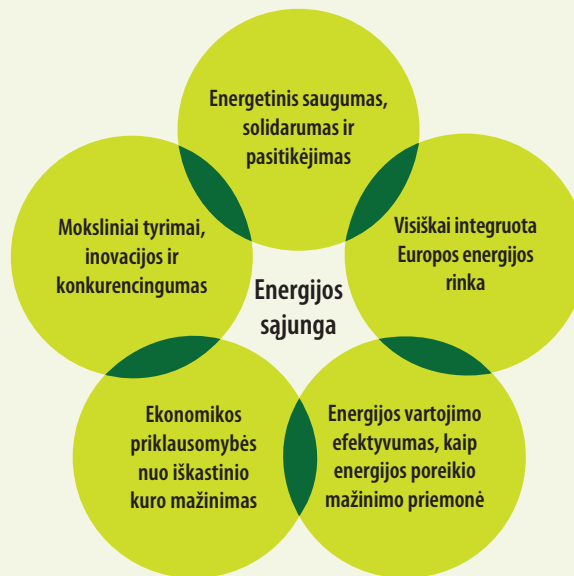 Energetinis saugumas,
solidarumas ir
pasitikėjimas
Visiškai integruota
Europos energijos
rinka
Energijos vartojimo
efektyvumas, kaip
energijos poreikio
mažinimo priemonė
Ekonomikos
priklausomybės
nuo iškastinio
kuro mažinimas
Moksliniai tyrimai,
inovacijos ir
konkurencingumas
Energijos
sąjunga